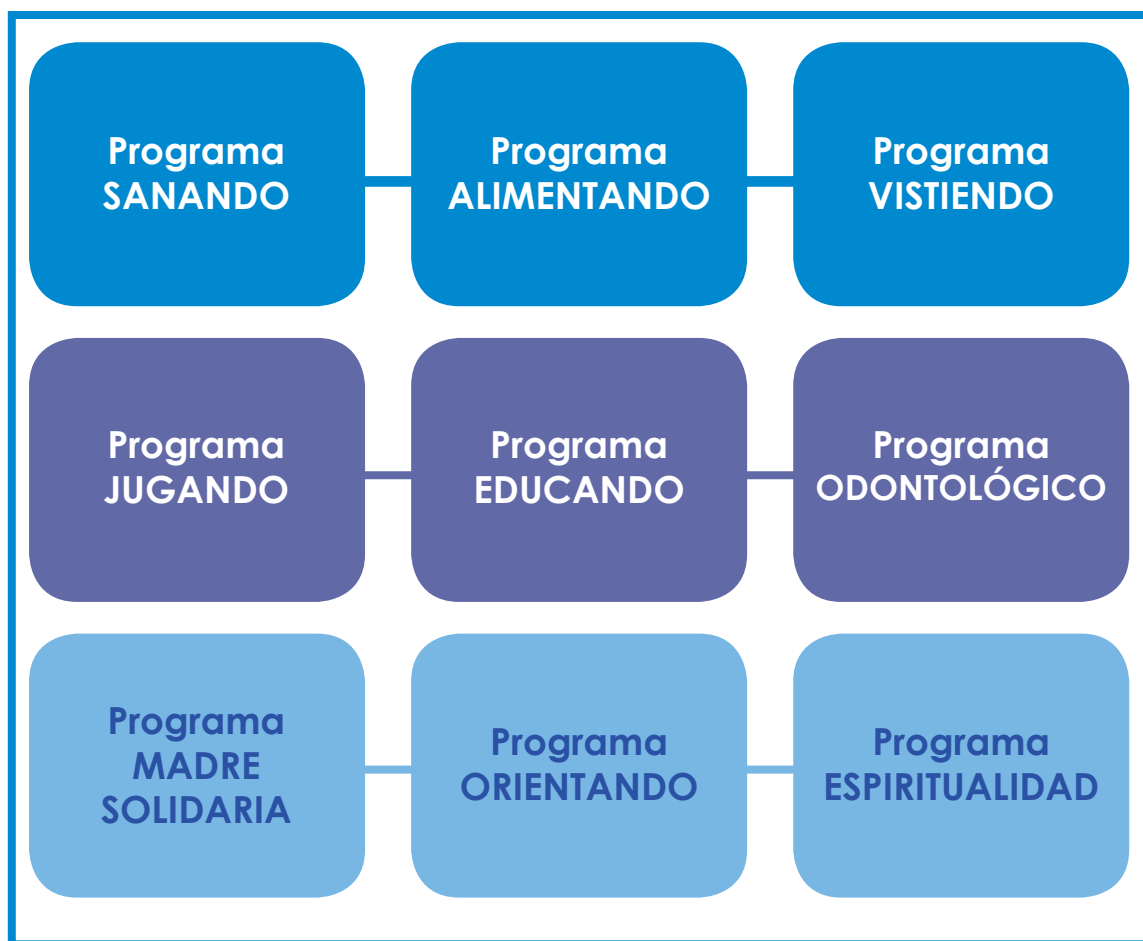 Programa
SANANDO
Programa
ALIMENTANDO
Programa
VISTIENDO
Programa
JUGANDO
Programa
EDUCANDO
Programa
ODONTOLÓGICO
Programa
MADRE
SOLIDARIA
Programa
ORIENTANDO
Programa
ESPIRITUALIDAD